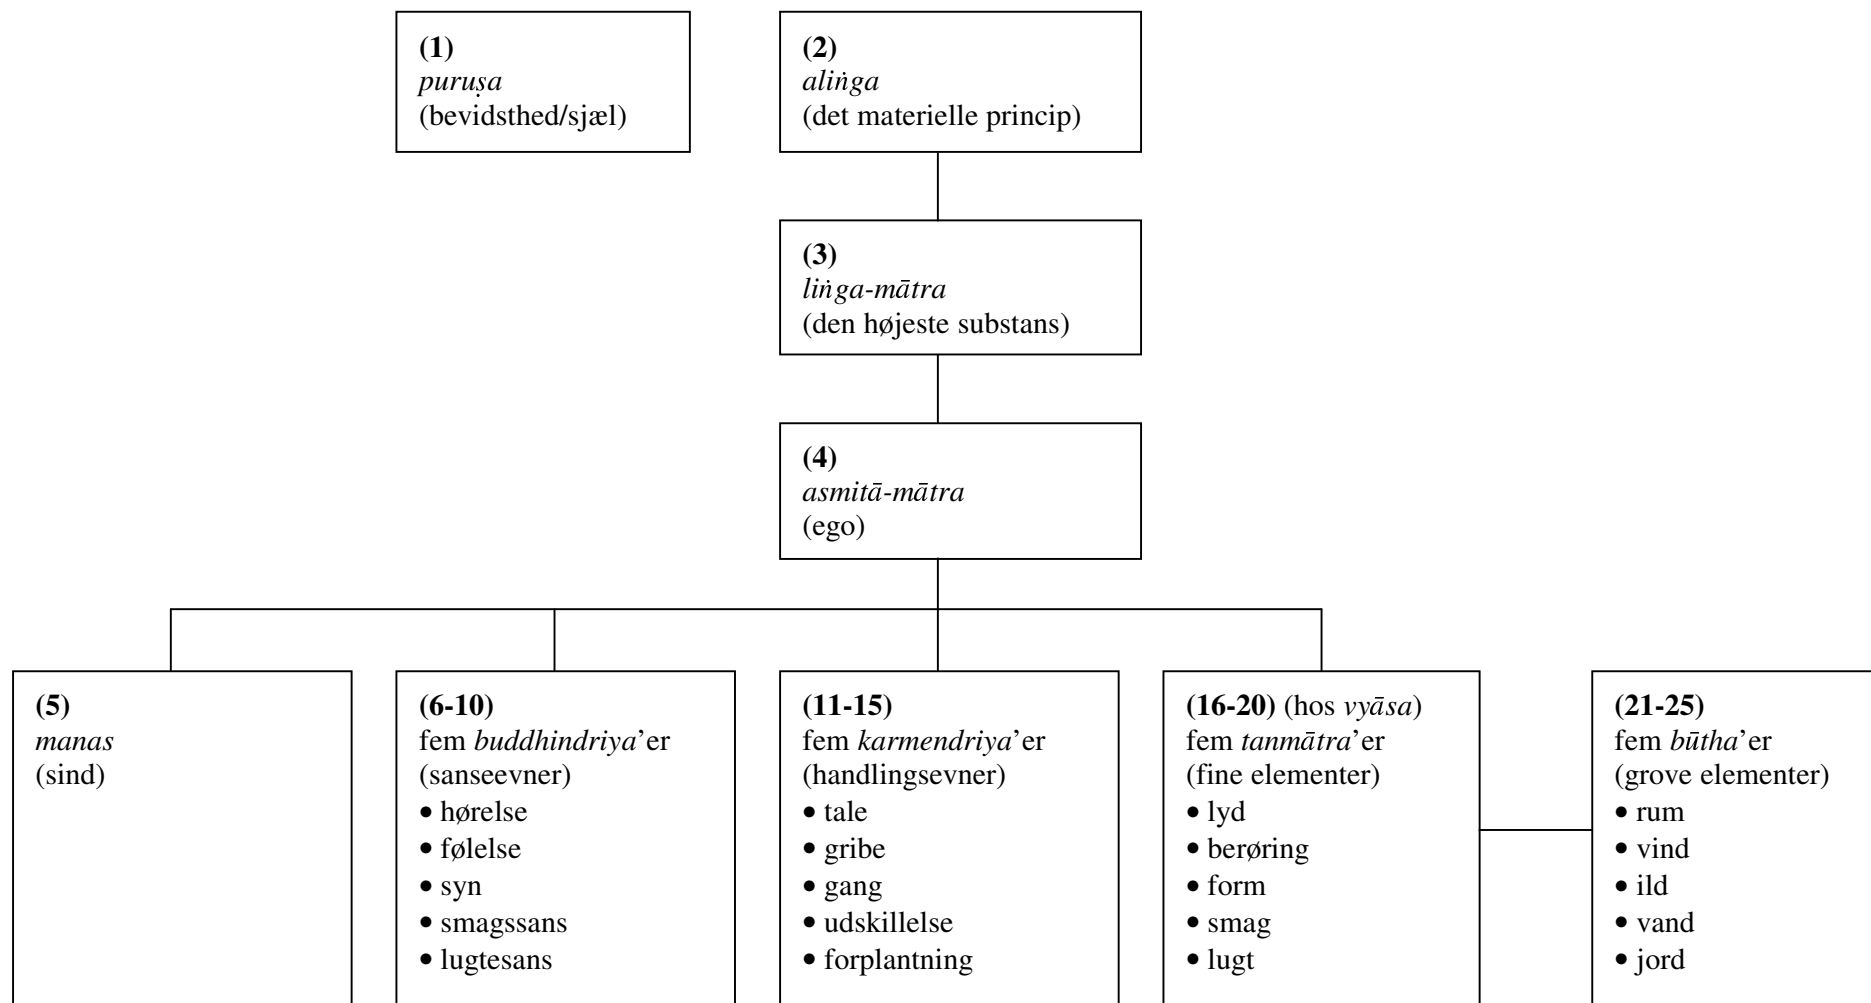 (1)
puruṣa
(bevidsthed/sjæl)
(2)
aliṅga
(det materielle princip)
(3)
liṅga-mātra
(den højeste substans)
(4)
asmitā-mātra
(ego)
(5)
manas
(sind)
(6-10)
fem buddhindriya’er
(sanseevner)
• hørelse
• følelse
• syn
• smagssans
• lugtesans
(11-15)
fem karmendriya’er
(handlingsevner)
• tale
• gribe
• gang
• udskillelse
• forplantning
(16-20) (hos vyāsa)
fem tanmātra’er
(fine elementer)
• lyd
• berøring
• form
• smag
• lugt
(21-25)
fem būtha’er
(grove elementer)
• rum
• vind
• ild
• vand
• jord